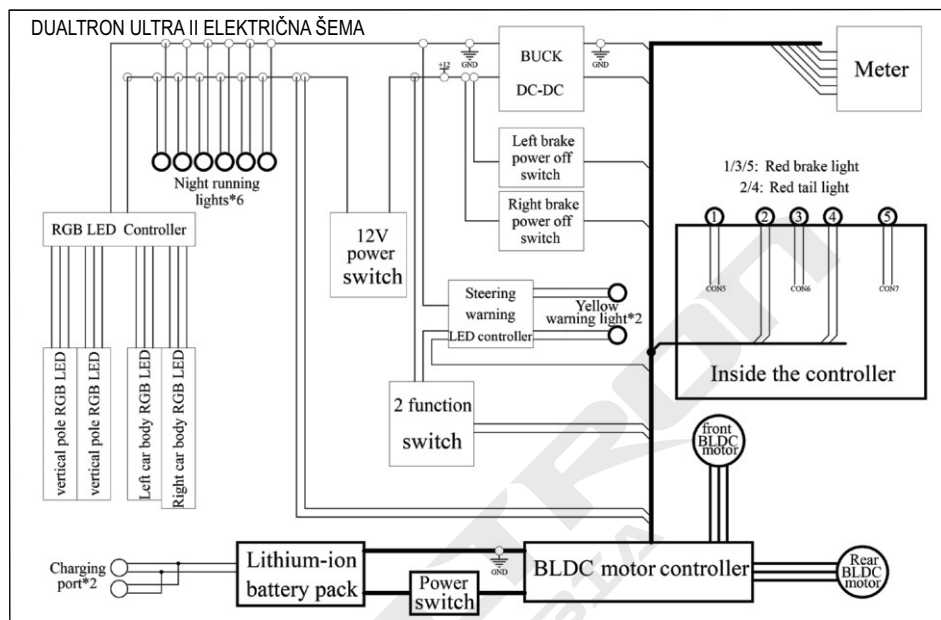 DUALTRON ULTRA II ELEKTRIČNA ŠEMA
GND
+12
BUCK
DC-DC
GND
Meter
Night running
lights*6
Left brake
power off
switch
Right brake
power off
switch
1/3/5: Red brake light
2/4: Red tail light
1
2
3
4
5
CON5
CON6
CON7
Inside the controller
RGB LED Controller
12V
power
switch
Steering
warning
LED controller
Yellow
warning light*2
vertical pole RGB LED
vertical pole RGB LED
Left car body RGB LED
Right car body RGB LED
2 function
switch
front
BLDC
motor
Charging
port*2
Lithium-ion
battery pack
GND
Power
switch
BLDC motor controller
Rear
BLDC
motor